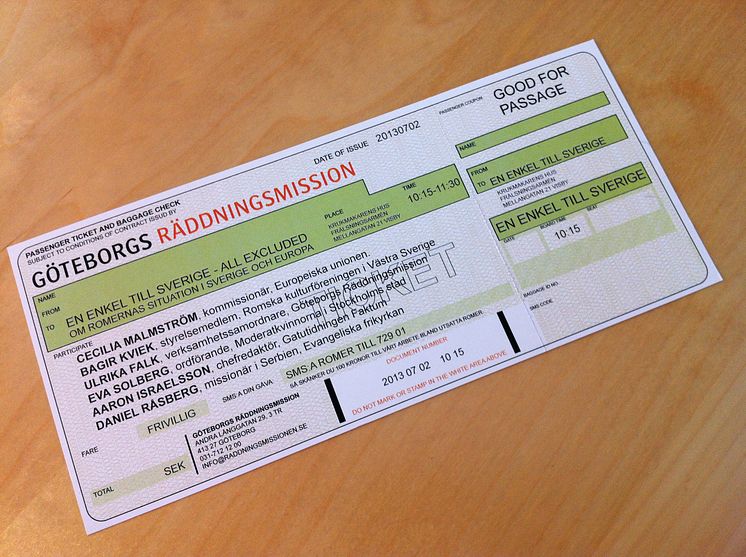 PASSENGER TICKET AND BAGGAGE CHECK
SUBJECT TO CONDITIONS OF CONTRACT ISSUED BY
DATE OF ISSUE 20130702
GÖTEBORGS RÄDDNINGSMISSION
NAME
PLACE
KRUKMAKARENS HUS
FRÄLSNINGSARMÉN
MELLANGATAN 21 VISBY
TIME
10:15-11:30
FROM
TO
EN ENKEL TILL SVERIGE - ALL EXCLUDED
OM ROMERNAS SITUATION I SVERIGE OCH EUROPA
PARTICIPATE
CECILIA MALMSTRÖM, kommissionär, Europeiska unionen.
BAGIR KVIEK, styrelsemedlem, Romska kulturföreningen i Västra Sverige
ULRIKA FALK, verksamhetssamordnare, Göteborgs Räddningsmission
EVA SOLBERG, ordförande, Moderatkvinnorna i Stockholms stad
AARON ISRAELSSON, chefredaktör, Gatutidningen Faktum
DANIEL RÅSBERG, missionär i Serbien, Evangeliska frikyrkan
FARE
FRIVILLIG
SMS:A DIN GÅVA
SMS:A ROMER TILL 729 01
SÅ SKÄNKER DU 100 KRONOR TILL VÅRT ARBETE BLAND UTSATTA ROMER.
TOTAL
SEK
GÖTEBORGS RÄDDNINGSMISSION
ANDRA LÅNGGATAN 29, 3 TR
413 27 GÖTEBORG
031-712 12 00
INFO@RADDNINGSMISSIONEN.SE
DOCUMENT NUMBER
2013 07 02 10 15
DO NOT MARK OR STAMP IN THE WHITE AREA ABOVE
PASSENGER COUPON
GOOD FOR
PASSAGE
NAME
FROM
TO
EN ENKEL TILL SVERIGE
KRUKMAKARENS HUS
FRÄLSNINGSARMÉN
MELLANGATAN 21 VISBY
EN ENKEL TILL SVERIGE
DATE
BOARD TIME
SEAT
10:15
BAGGAGE ID NO
SMS CODE